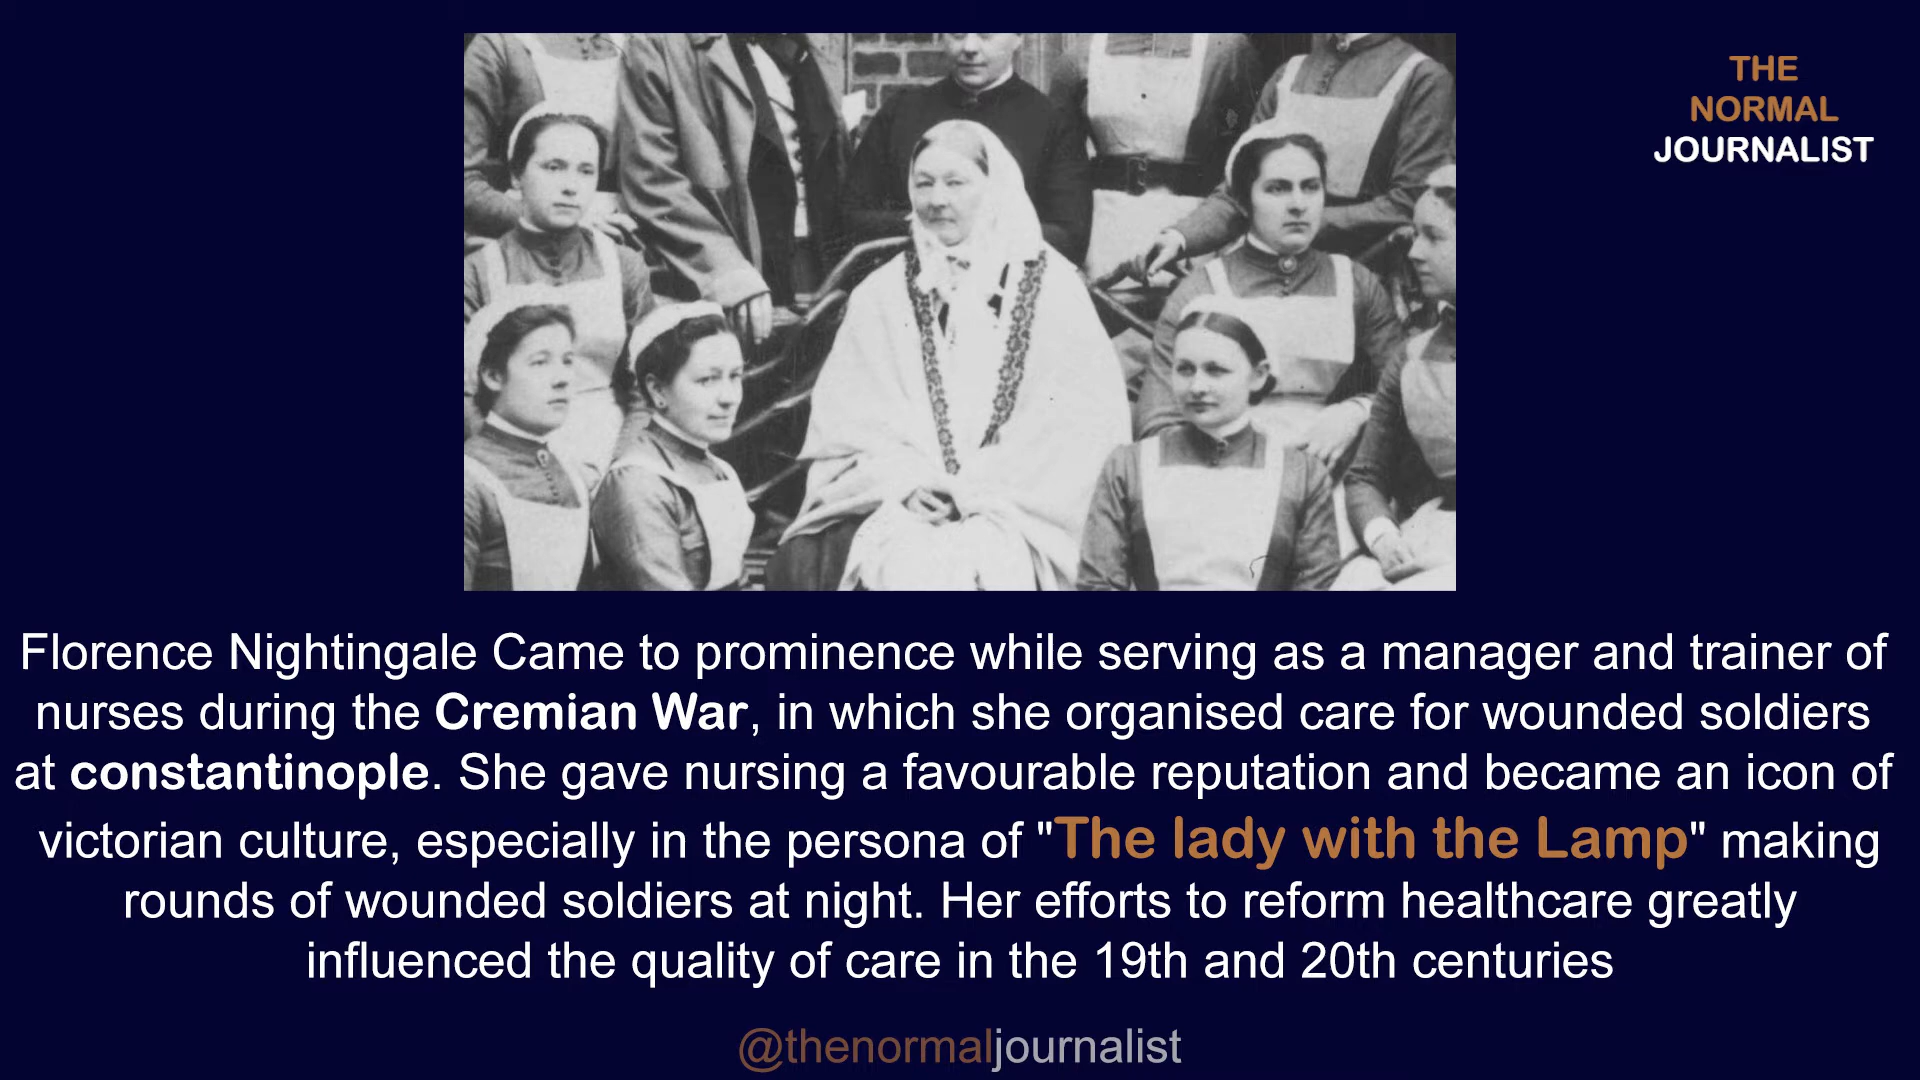 THE
NORMAL
JOURNALIST
Florence Nightingale Came to prominence while serving as a manager and trainer of
nurses during the Cremian War, in which she organised care for wounded soldiers
at constantinople. She gave nursing a favourable reputation and became an icon of
victorian culture, especially in the persona of "The lady with the Lamp" making
rounds of wounded soldiers at night. Her efforts to reform healthcare greatly
influenced the quality of care in the 19th and 20th centuries
@thenormaljournalist